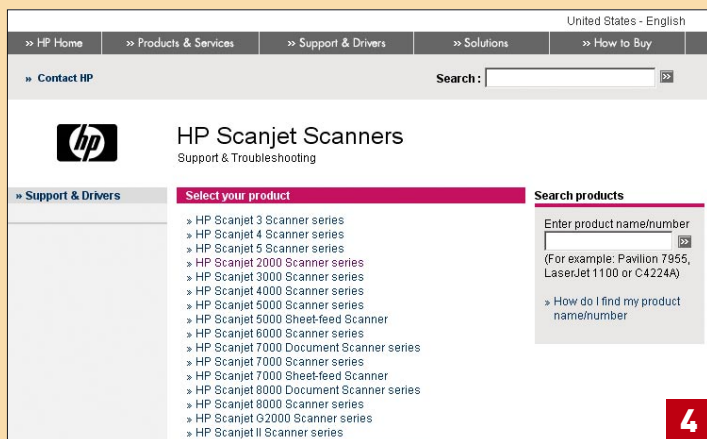 United States - English
» HP Home » Products & Services » Support & Drivers » Solutions » How to Buy
» Contact HP
Search:
hp
HP Scanjet Scanners
Support & Troubleshooting
» Support & Drivers
Select your product
» HP Scanjet 3 Scanner series
» HP Scanjet 4 Scanner series
» HP Scanjet 5 Scanner series
» HP Scanjet 2000 Scanner series
» HP Scanjet 3000 Scanner series
» HP Scanjet 4000 Scanner series
» HP Scanjet 5000 Scanner series
» HP Scanjet 5000 Sheet-feed Scanner
» HP Scanjet 6000 Scanner series
» HP Scanjet 7000 Document Scanner series
» HP Scanjet 7000 Scanner series
» HP Scanjet 7000 Sheet-feed Scanner
» HP Scanjet 8000 Document Scanner series
» HP Scanjet 8000 Scanner series
» HP Scanjet G2000 Scanner series
» HP Scanjet II Scanner series
Search products
Enter product name/number
»
(For example: Pavilion 7955,
LaserJet 1100 or C4224A)
» How do I find my product
name/number
4